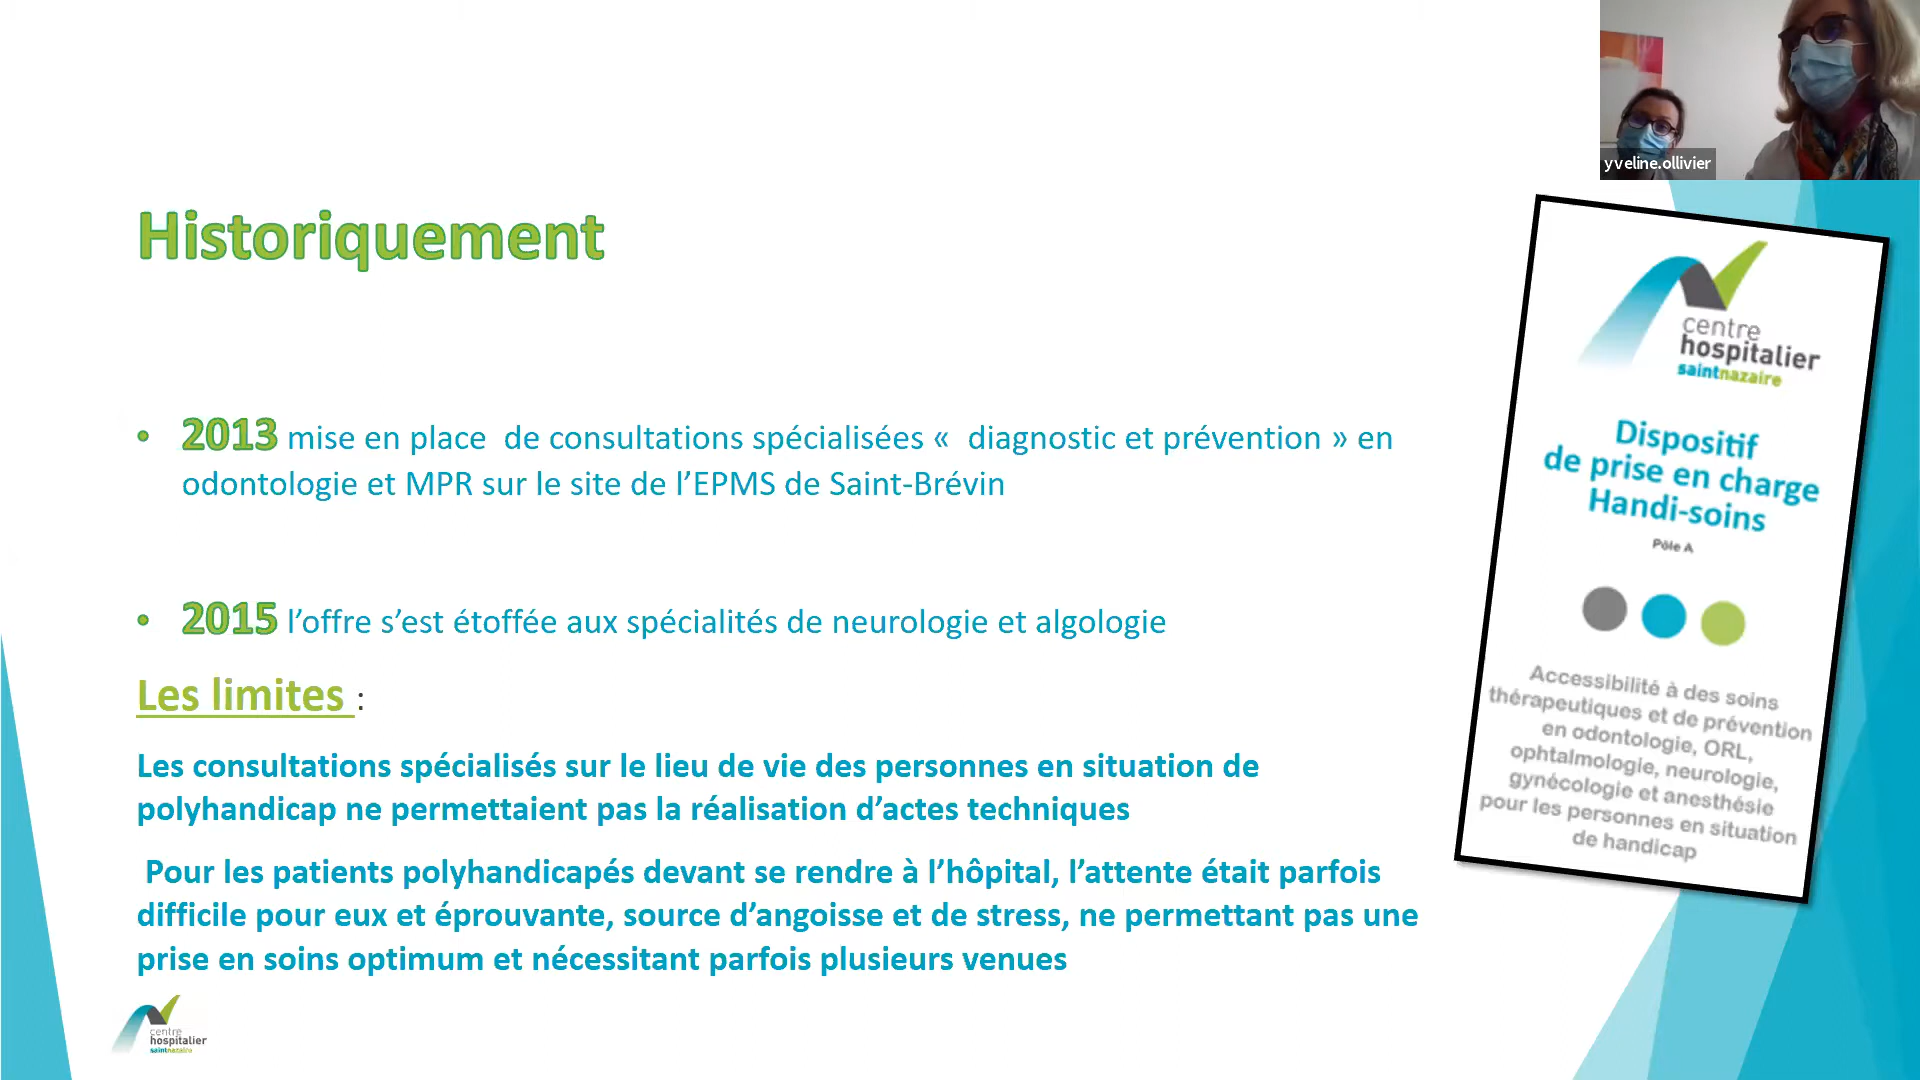 yveline.ollivier
Historiquement
• 2013 mise en place de consultations spécialisées « diagnostic et prévention » en
odontologie et MPR sur le site de l’EPMS de Saint-Brévin
• 2015 l’offre s’est étoffée aux spécialités de neurologie et algologie
Les limites :
Les consultations spécialisés sur le lieu de vie des personnes en situation de
polyhandicap ne permettaient pas la réalisation d’actes techniques
Pour les patients polyhandicapés devant se rendre à l’hôpital, l’attente était parfois
difficile pour eux et éprouvante, source d’angoisse et de stress, ne permettant pas une
prise en soins optimum et nécessitant parfois plusieurs venues
centre
hospitalier
saintnazaire
Dispositif
de prise en charge
Handi-soins
Pôle A
Accessibilité à des soins
thérapeutiques et de prévention
en odontologie, ORL,
ophtalmologie, neurologie,
gynécologie et anesthésie
pour les personnes en situation
de handicap
centre
hospitalier
saintnazaire